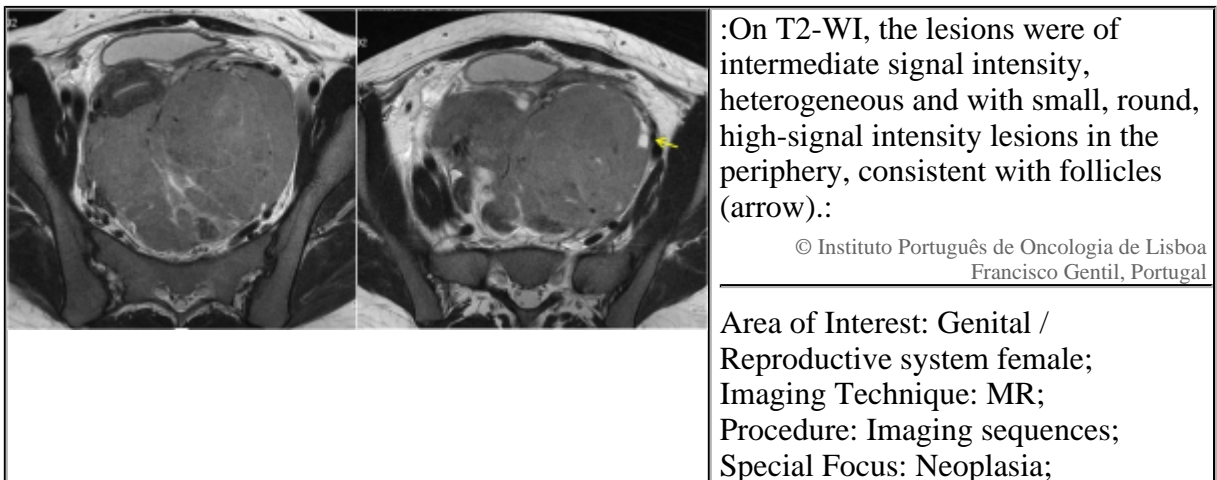 :On T2-WI, the lesions were of
intermediate signal intensity,
heterogeneous and with small, round,
high-signal intensity lesions in the
periphery, consistent with follicles
(arrow).:
© Instituto Português de Oncologia de Lisboa
Francisco Gentil, Portugal
Area of Interest: Genital /
Reproductive system female;
Imaging Technique: MR;
Procedure: Imaging sequences;
Special Focus: Neoplasia;